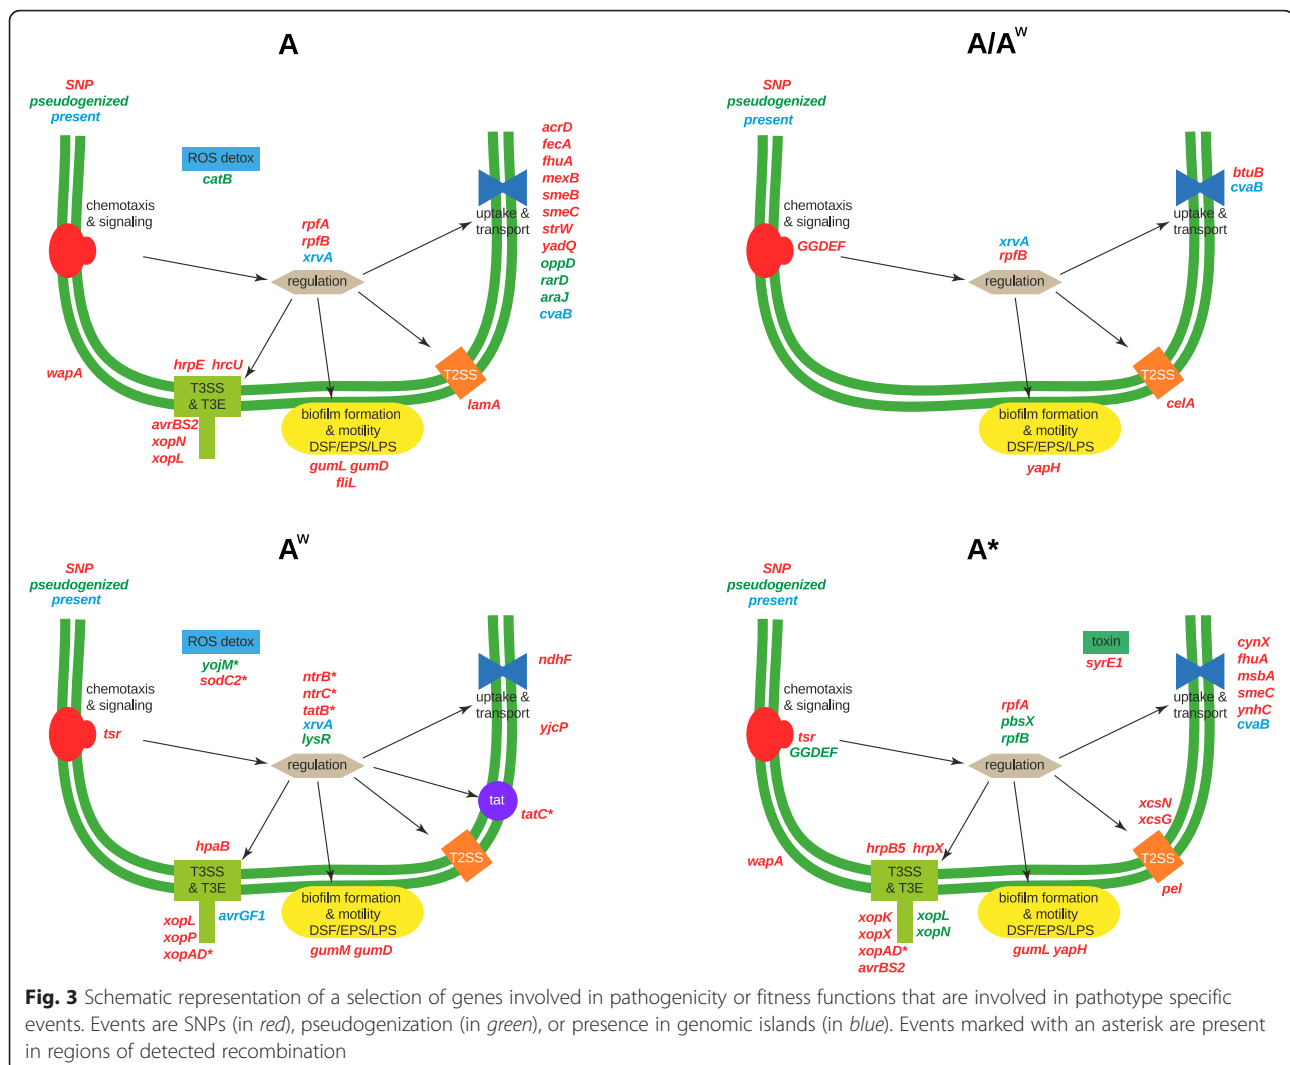 A
SNP
pseudogenized
present
ROS detox
catB
chemotaxis
& signaling
rpfA
rpfB
xrvA
regulation
uptake &
transport
acrD
fecA
fhuA
mexB
smeB
smeC
strW
yadQ
oppD
rarD
araJ
cvaB
wapA
hrpE hrcU
T3SS
& T3E
avrBS2
xopN
xopL
biofilm formation
& motility
DSF/EPS/LPS
gumL gumD
fliL
T2SS
lamA
A/Aw
SNP
pseudogenized
present
chemotaxis
& signaling
GGDEF
xrvA
rpfB
regulation
uptake &
transport
btuB
cvaB
T2SS
celA
biofilm formation
& motility
DSF/EPS/LPS
yapH
Aw
SNP
pseudogenized
present
ROS detox
yojM*
sodC2*
chemotaxis
& signaling
tsr
ntrB*
ntrC*
tatB*
xrvA
lysR
regulation
uptake &
transport
ndhF
yjcP
tat
tatC*
T2SS
hpaB
T3SS
& T3E
avrGF1
xopL
xopP
xopAD*
biofilm formation
& motility
DSF/EPS/LPS
gumM gumD
A*
SNP
pseudogenized
present
toxin
syrE1
chemotaxis
& signaling
tsr
GGDEF
rpfA
pbsX
rpfB
regulation
uptake &
transport
cynX
fhuA
msbA
smeC
ynhC
cvaB
xcsN
xcsG
T2SS
pel
wapA
hrpB5 hrpX
T3SS
& T3E
xopK
xopX
xopAD*
avrBS2
xopL
xopN
biofilm formation
& motility
DSF/EPS/LPS
gumL yapH
Fig. 3 Schematic representation of a selection of genes involved in pathogenicity or fitness functions that are involved in pathotype specific
events. Events are SNPs (in red), pseudogenization (in green), or presence in genomic islands (in blue). Events marked with an asterisk are present
in regions of detected recombination